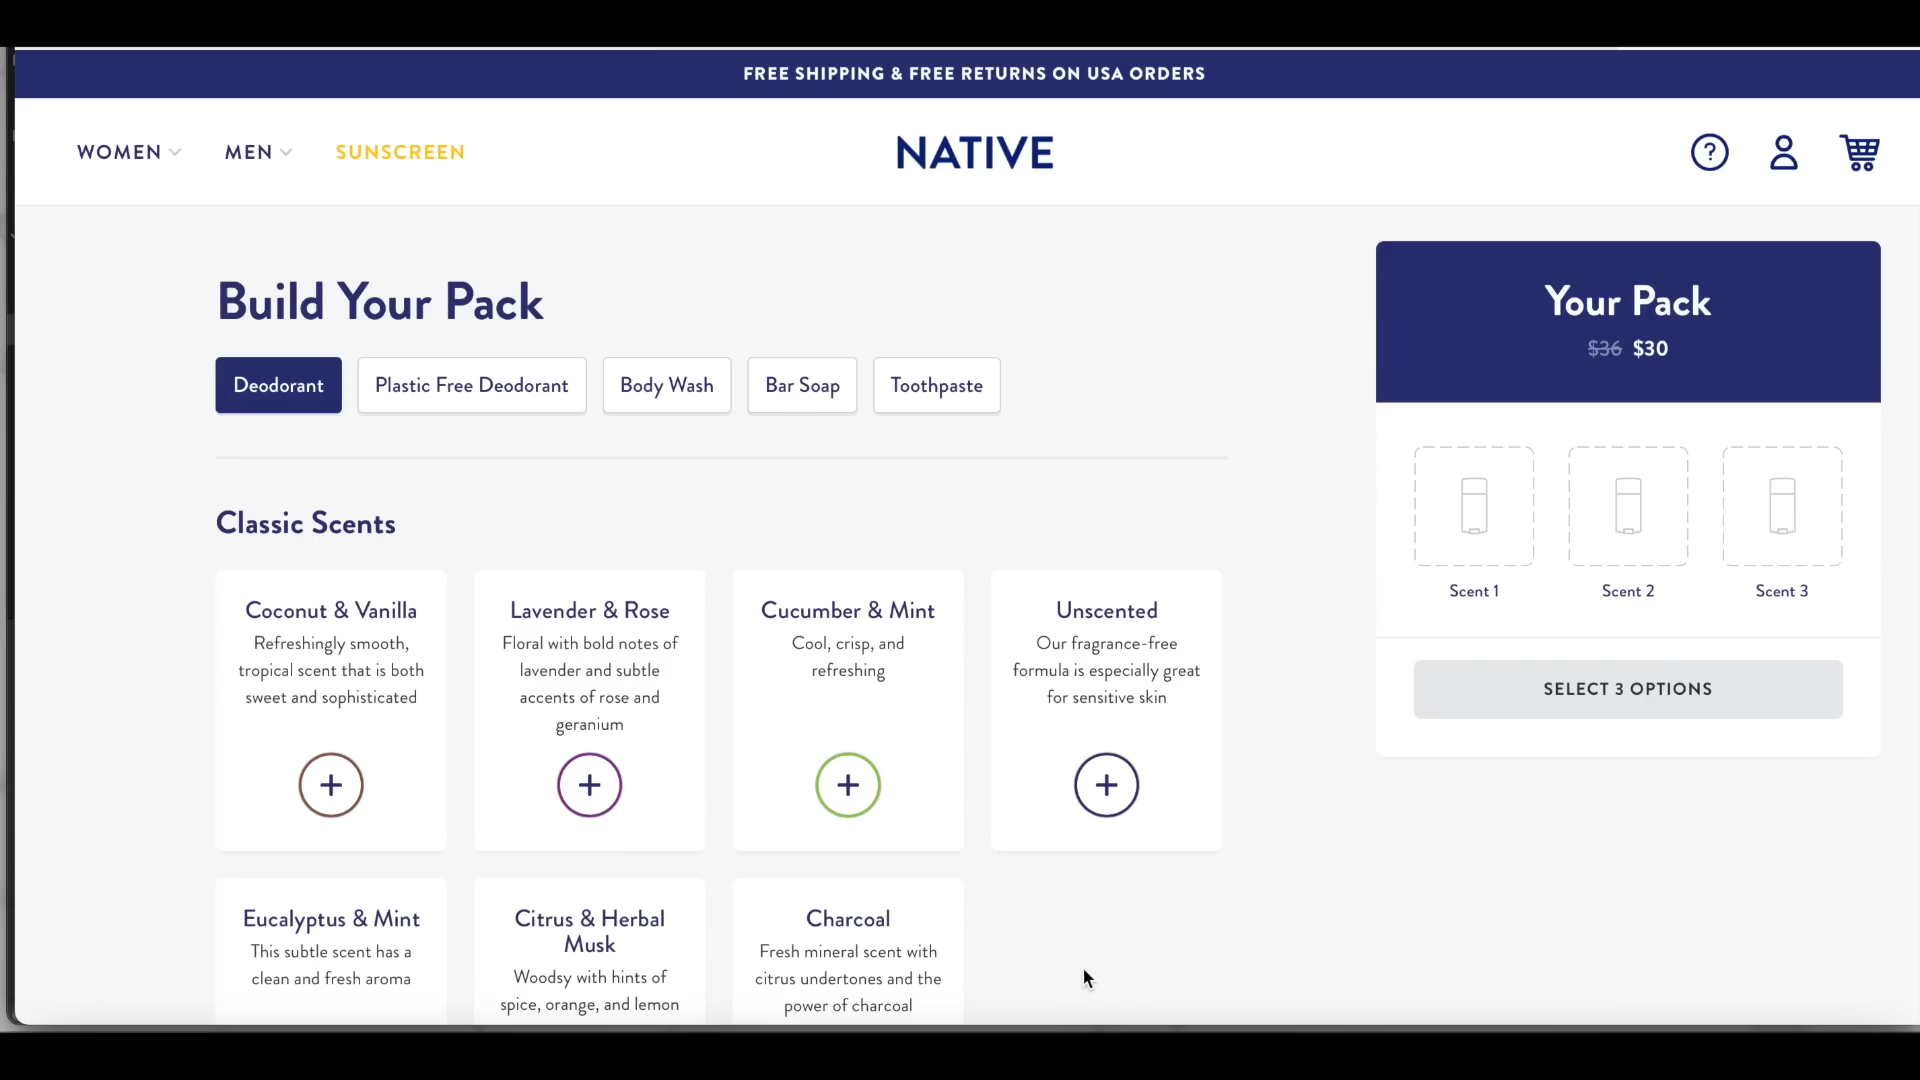 FREE SHIPPING & FREE RETURNS ON USA ORDERS
WOMEN MEN SUNSCREEN NATIVE ?
Build Your Pack
Deodorant Plastic Free Deodorant Body Wash Bar Soap Toothpaste
Classic Scents
Coconut & Vanilla
Refreshingly smooth,
tropical scent that is both
sweet and sophisticated
+
Lavender & Rose
Floral with bold notes of
lavender and subtle
accents of rose and
geranium
+
Cucumber & Mint
Cool, crisp, and
refreshing
+
Unscented
Our fragrance-free
formula is especially great
for sensitive skin
+
Eucalyptus & Mint
This subtle scent has a
clean and fresh aroma
Citrus & Herbal
Musk
Woodsy with hints of
spice, orange, and lemon
Charcoal
Fresh mineral scent with
citrus undertones and the
power of charcoal
Your Pack
$36 $30
Scent 1 Scent 2 Scent 3
SELECT 3 OPTIONS